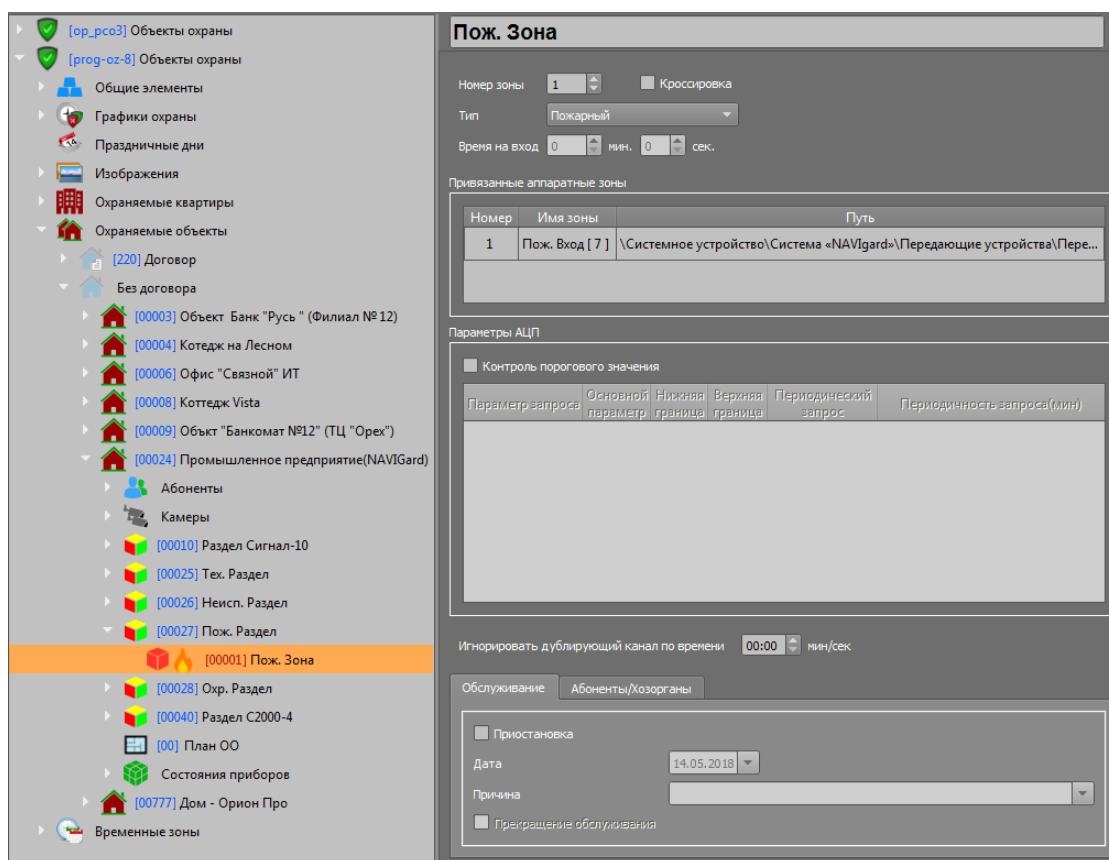 [op_pco3] Объекты охраны
[prog-oz-8] Объекты охраны
Общие элементы
Графики охраны
Праздничные дни
Изображения
Охраняемые квартиры
Охраняемые объекты
[220] Договор
Без договора
[00003] Объект Банк "Русь " (Филиал № 12)
[00004] Котедж на Лесном
[00006] Офис "Связной" ИТ
[00008] Коттедж Vista
[00009] Объкт "Банкомат №12" (ТЦ "Орех")
[00024] Промышленное предприятие(NAVIGard)
Абоненты
Камеры
[00010] Раздел Сигнал-10
[00025] Тех. Раздел
[00026] Неисп. Раздел
[00027] Пож. Раздел
[00001] Пож. Зона
[00028] Охр. Раздел
[00040] Раздел С2000-4
[00] План ОО
Состояния приборов
[00777] Дом - Орион Про
Временные зоны
Пож. Зона
Номер зоны 1 Кроссировка
Тип Пожарный
Время на вход 0 мин. 0 сек.
Привязанные аппаратные зоны
Номер Имя зоны Путь
1 Пож. Вход [ 7 ] \Системное устройство\Система «NAVIgard»\Передающие устройства\Пере...
Параметры АЦП
Контроль порогового значения
Параметр запроса Основной параметр Нижняя граница Верхняя граница Периодический запрос Периодичность запроса(мин)
Игнорировать дублирующий канал по времени 00:00 мин/сек
Обслуживание Абоненты/Хозорганы
Приостановка
Дата 14.05.2018
Причина
Прекращение обслуживания